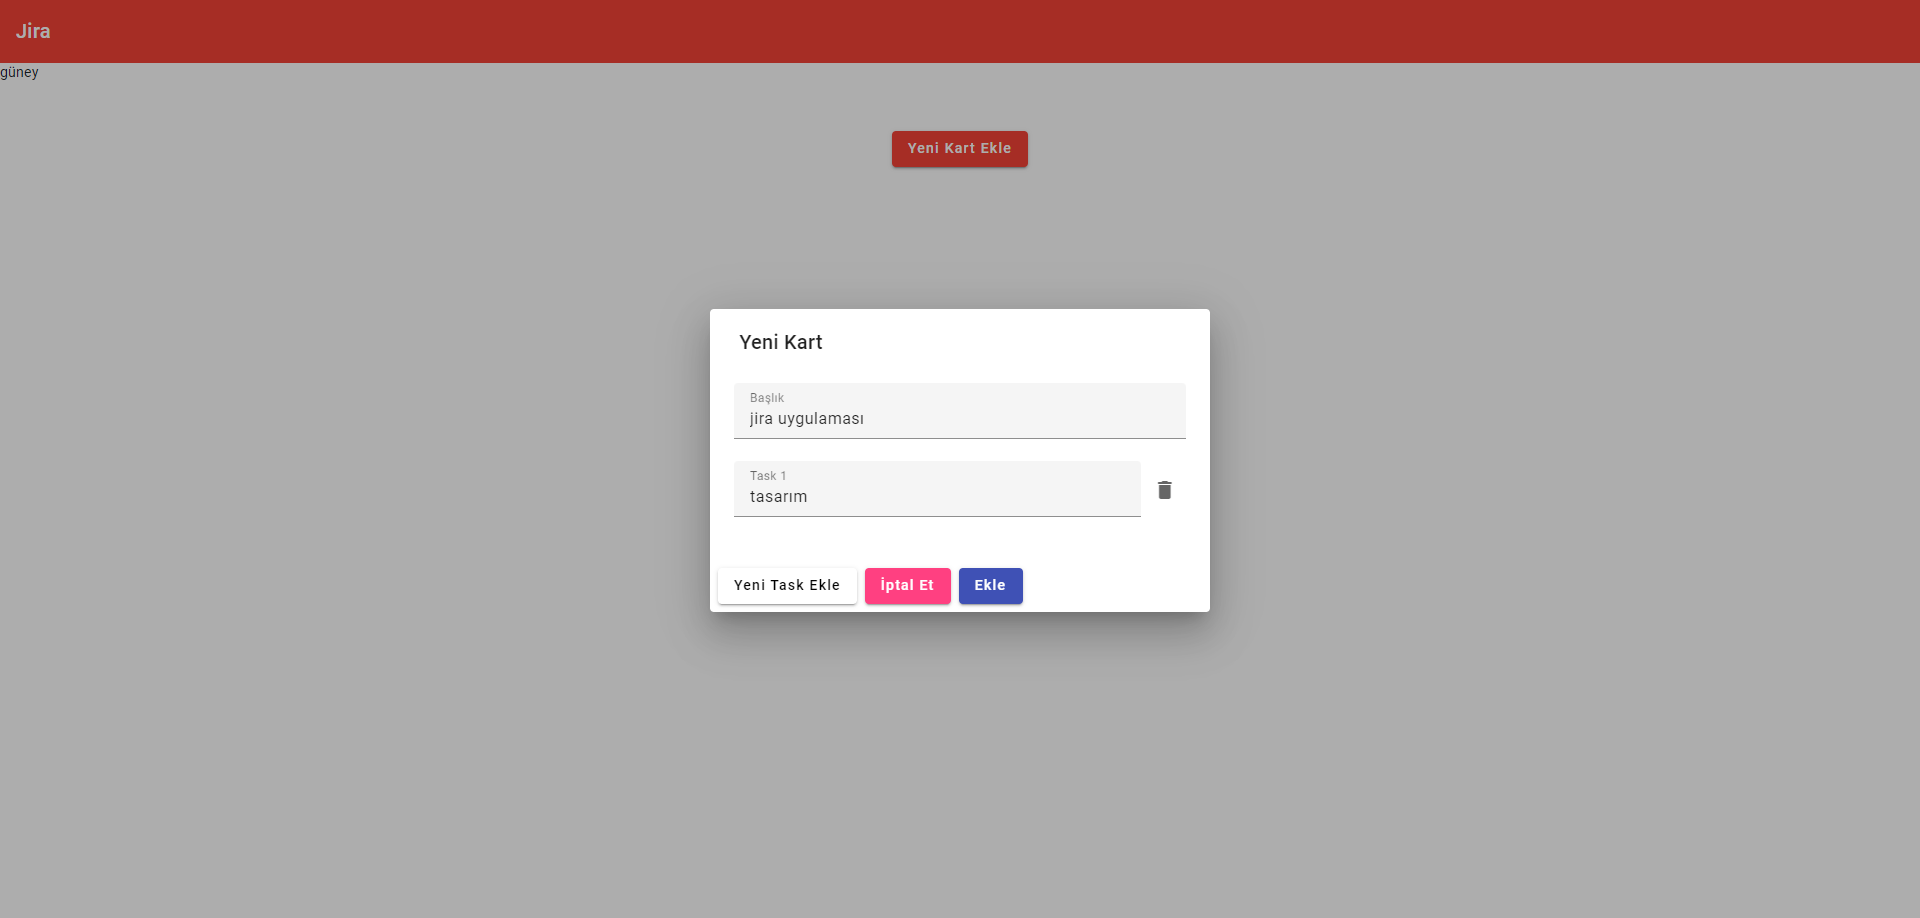 Jira
güney
Yeni Kart Ekle
Yeni Kart
Başlık
jira uygulaması
Task 1
tasarım
Yeni Task Ekle
İptal Et
Ekle